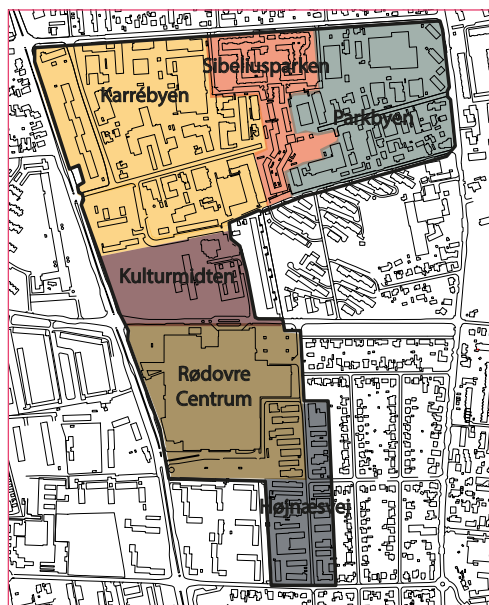 Sibeliusparken
Karrébyen
Parkbyen
Kulturmidten
Rødovre
Centrum
Højnæsvej